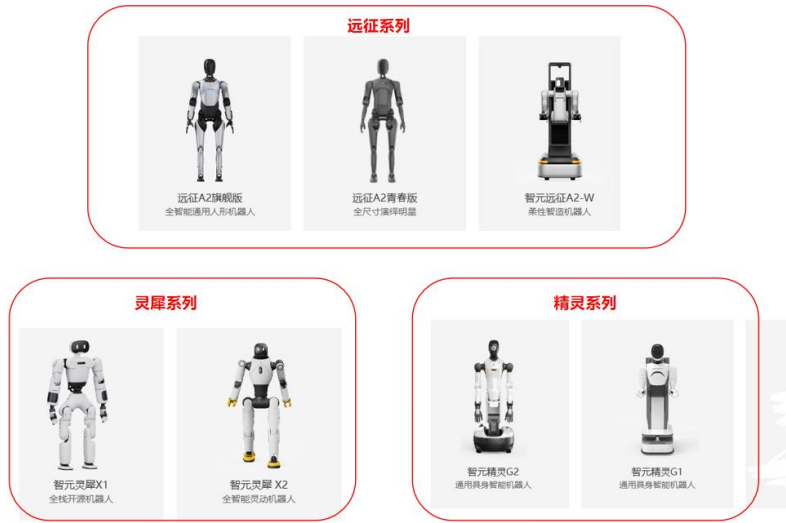 远征系列
远征A2旗舰版
全智能通用人形机器人
远征A2青春版
全尺寸演绎明星
智元远征A2-W
柔性智造机器人
灵犀系列
智元灵犀X1
全栈开源机器人
智元灵犀 X2
全智能灵动机器人
精灵系列
智元精灵G2
通用具身智能机器人
智元精灵G1
通用具身智能机器人